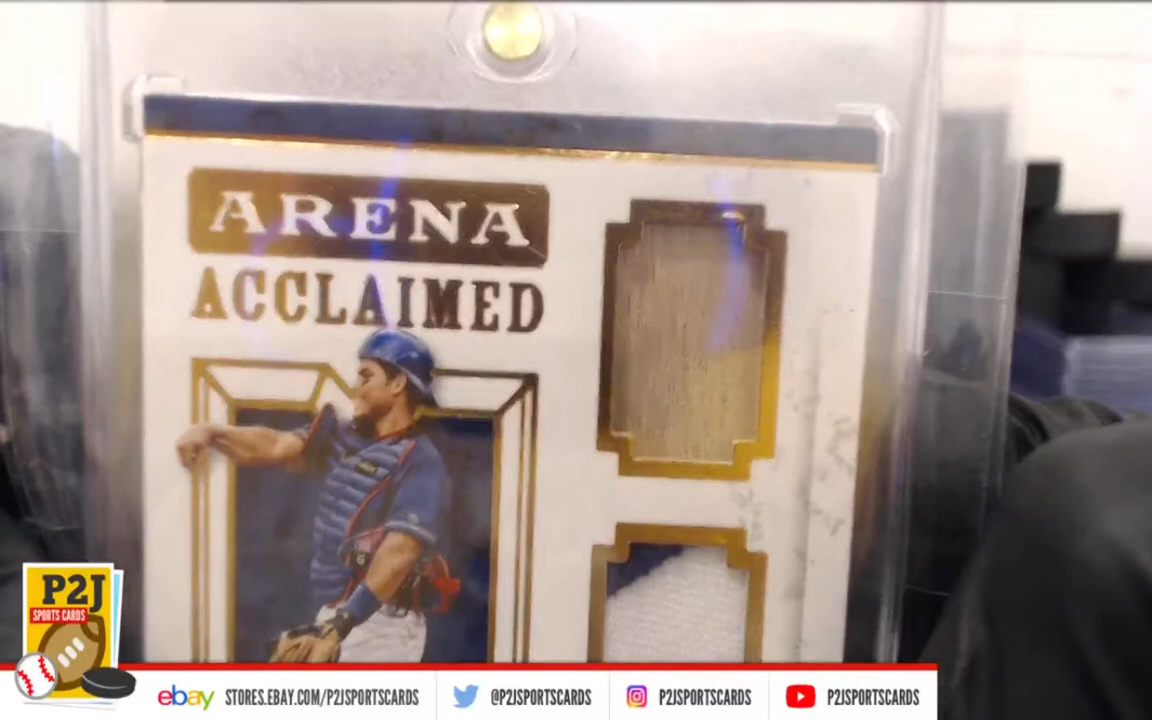 ARENA
ACCLAIMED
P2J
SPORTS CARDS
ebay STORES.EBAY.COM/P2JSPORTSCARDS @P2JSPORTSCARDS P2JSPORTSCARDS P2JSPORTSCARDS